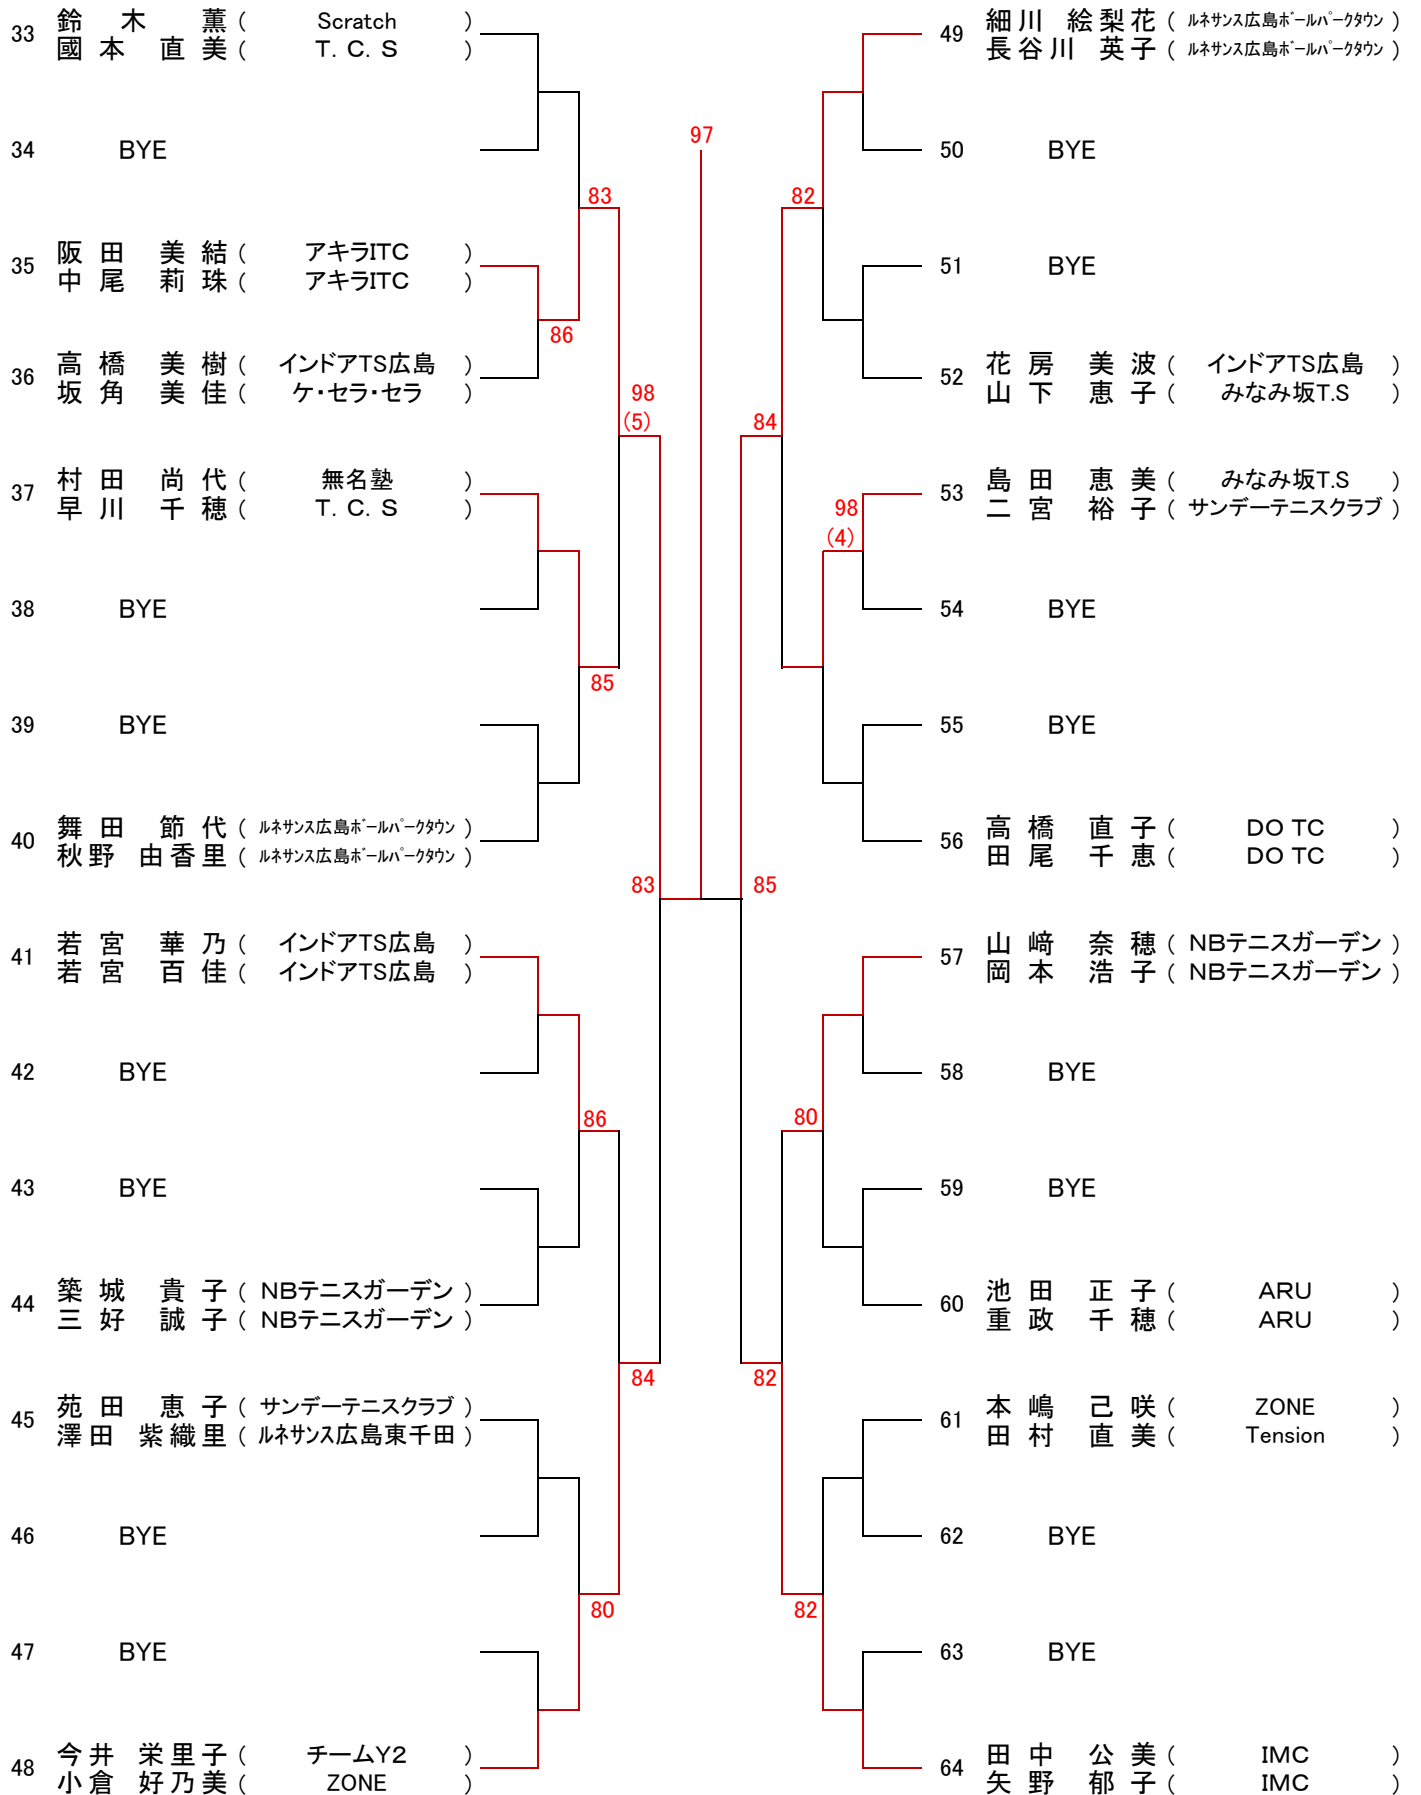 33 鈴木 薫 ( Scratch )
國本 直美 ( T.C.S )
34 BYE
83
35 阪田 美結 ( アキラITC )
中尾 莉珠 ( アキラITC )
86
36 高橋 美樹 ( インドアTS広島 )
坂角 美佳 ( ケ・セラ・セラ )
98
(5)
37 村田 尚代 ( 無名塾 )
早川 千穂 ( T.C.S )
38 BYE
85
39 BYE
40 舞田 節代 ( ルネサンス広島ボールパークタウン )
秋野 由香里 ( ルネサンス広島ボールパークタウン )
83
41 若宮 華乃 ( インドアTS広島 )
若宮 百佳 ( インドアTS広島 )
42 BYE
86
43 BYE
44 築城 貴子 ( NBテニスガーデン )
三好 誠子 ( NBテニスガーデン )
84
45 苑田 恵子 ( サンデーテニスクラブ )
澤田 紫織里 ( ルネサンス広島東千田 )
46 BYE
80
47 BYE
48 今井 栄里子 ( チームY2 )
小倉 好乃美 ( ZONE )
97
49 細川 絵梨花 ( ルネサンス広島ボールパークタウン )
長谷川 英子 ( ルネサンス広島ボールパークタウン )
50 BYE
82
51 BYE
52 花房 美波 ( インドアTS広島 )
山下 恵子 ( みなみ坂T.S )
84
53 島田 恵美 ( みなみ坂T.S )
二宮 裕子 ( サンデーテニスクラブ )
98
(4)
54 BYE
55 BYE
56 高橋 直子 ( DO TC )
田尾 千恵 ( DO TC )
85
57 山﨑 奈穂 ( NBテニスガーデン )
岡本 浩子 ( NBテニスガーデン )
58 BYE
80
59 BYE
60 池田 正子 ( ARU )
重政 千穂 ( ARU )
82
61 本嶋 己咲 ( ZONE )
田村 直美 ( Tension )
62 BYE
82
63 BYE
64 田中 公美 ( IMC )
矢野 郁子 ( IMC )